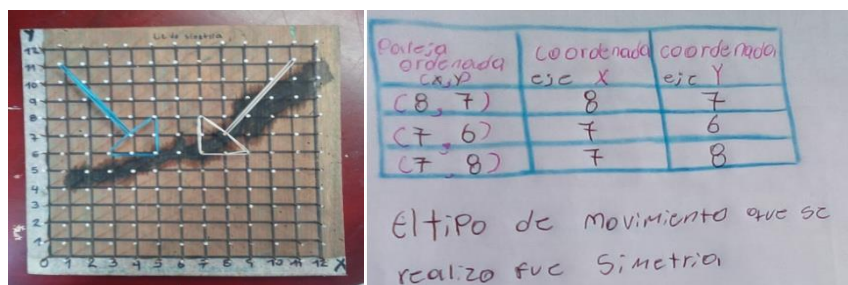 Y
12
11
10
9
8
7
6
5
4
3
2
1
0 1 2 3 4 5 6 7 8 9 10 11 12 X
Pareja ordenada (x,y) coordenada eje X coordenada eje Y
(8, 7) 8 7
(7, 6) 7 6
(7, 8) 7 8
El tipo de movimiento que se
realizo fue Simetria